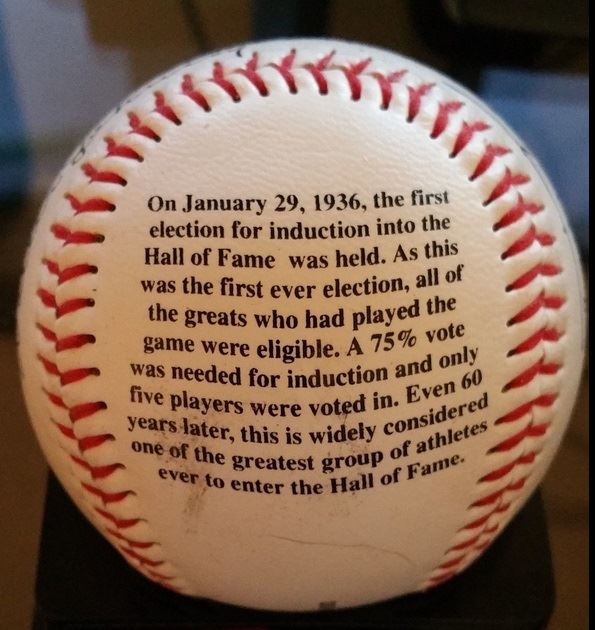 On January 29, 1936, the first
election for induction into the
Hall of Fame was held. As this
was the first ever election, all of
the greats who had played the
game were eligible. A 75% vote
was needed for induction and only
five players were voted in. Even 60
years later, this is widely considered
one of the greatest group of athletes
ever to enter the Hall of Fame.